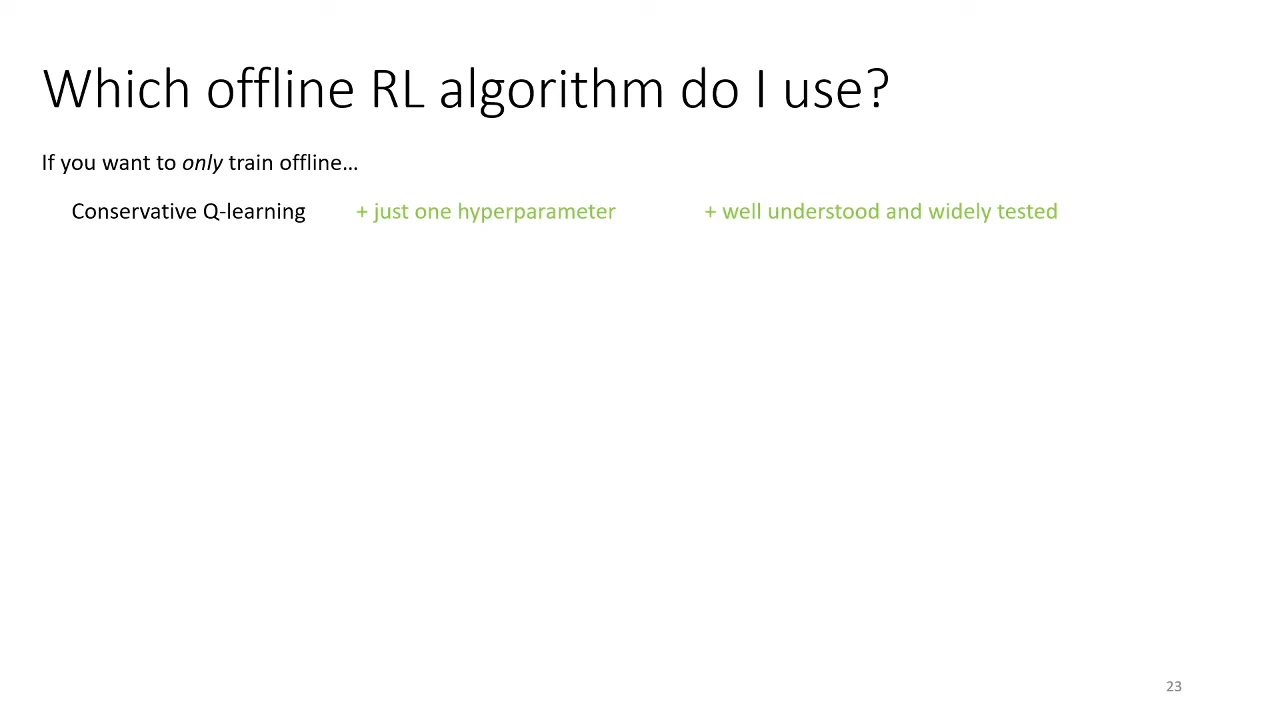 Which offline RL algorithm do I use?
If you want to only train offline…
Conservative Q-learning + just one hyperparameter + well understood and widely tested
23